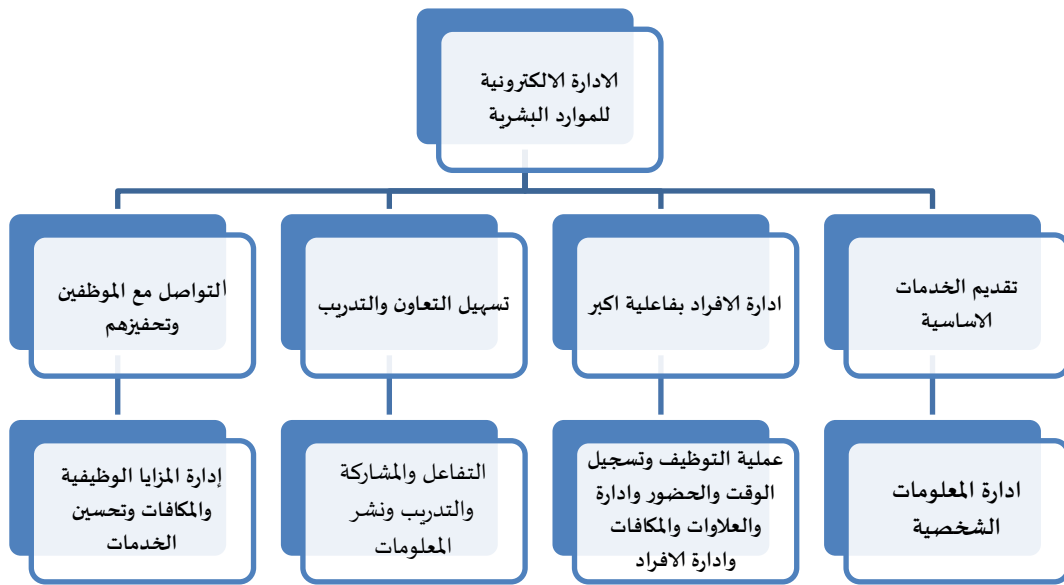 الادارة الالكترونية
للموارد البشرية
تقديم الخدمات
الاساسية
ادارة الافراد بفاعلية اكبر
تسهيل التعاون والتدريب
التواصل مع الموظفين
وتحفيزهم
ادارة المعلومات
الشخصية
عملية التوظيف وتسجيل
الوقت والحضور وادارة
والعلاوات والمكافات
وادارة الافراد
التفاعل والمشاركة
والتدريب ونشر
المعلومات
إدارة المزايا الوظيفية
والمكافات وتحسين
الخدمات